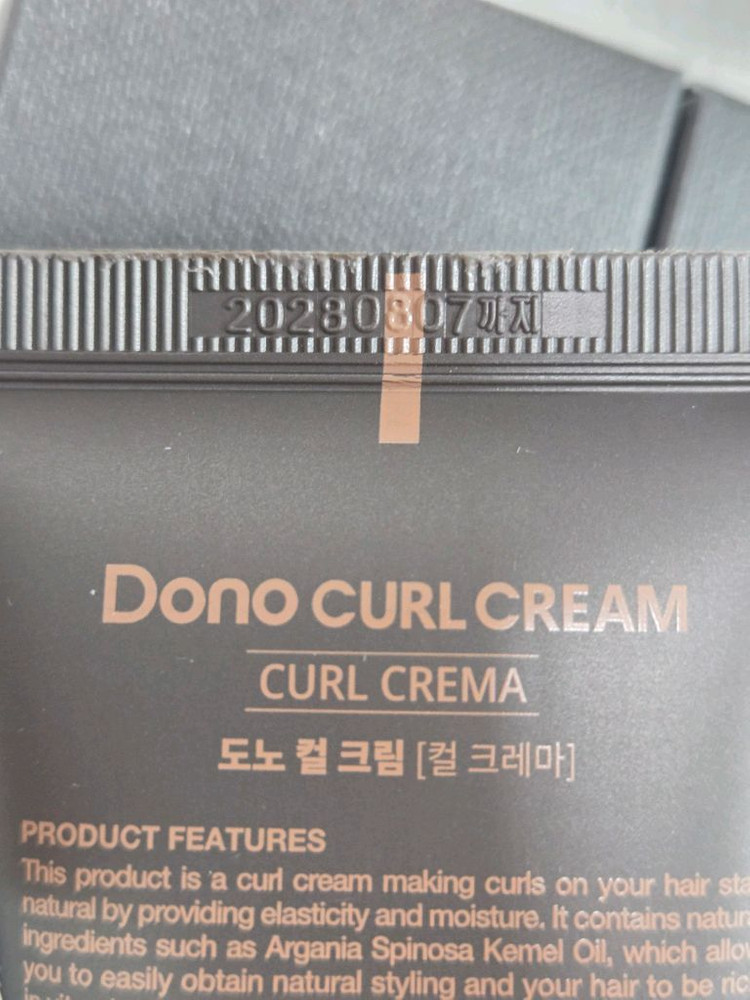 20280807까지
Dono CURL CREAM
CURL CREMA
도노 컬 크림 [컬 크레마]
PRODUCT FEATURES
This product is a curl cream making curls on your hair
natural by providing elasticity and moisture. It contains
ingredients such as Argania Spinosa Kernel Oil, which
you to easily obtain natural styling and your hair to be